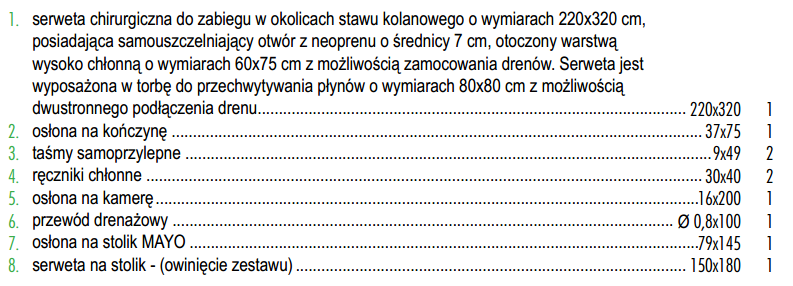 1. serweta chirurgiczna do zabiegu w okolicach stawu kolanowego o wymiarach 220x320 cm,
posiadająca samouszczelniający otwór z neoprenu o średnicy 7 cm, otoczony warstwą
wysoko chłonną o wymiarach 60x75 cm z możliwością zamocowania drenów. Serweta jest
wyposażona w torbę do przechwytywania płynów o wymiarach 80x80 cm z możliwością
dwustronnego podłączenia drenu........ 220x320 1
2. osłona na kończynę ........ 37x75 1
3. taśmy samoprzylepne ........ 9x49 2
4. ręczniki chłonne ........ 30x40 2
5. osłona na kamerę ........ 16x200 1
6. przewód drenażowy ........ Ø 0,8x100 1
7. osłona na stolik MAYO ........ 79x145 1
8. serweta na stolik - (owinięcie zestawu) ........ 150x180 1